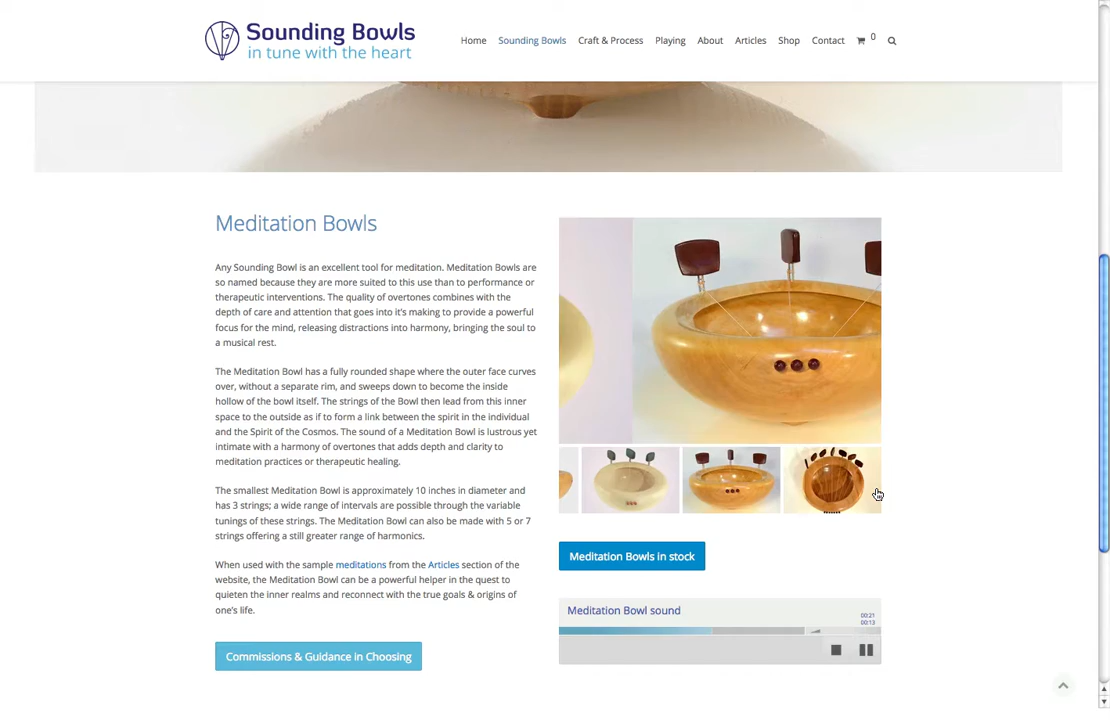 Sounding Bowls
in tune with the heart
Home Sounding Bowls Craft & Process Playing About Articles Shop Contact 0
Meditation Bowls
Any Sounding Bowl is an excellent tool for meditation. Meditation Bowls are
so named because they are more suited to this use than to performance or
therapeutic interventions. The quality of overtones combines with the
depth of care and attention that goes into it's making to provide a powerful
focus for the mind, releasing distractions into harmony, bringing the soul to
a musical rest.
The Meditation Bowl has a fully rounded shape where the outer face curves
over, without a separate rim, and sweeps down to become the inside
hollow of the bowl itself. The strings of the Bowl then lead from this inner
space to the outside as if to form a link between the spirit in the individual
and the Spirit of the Cosmos. The sound of a Meditation Bowl is lustrous yet
intimate with a harmony of overtones that adds depth and clarity to
meditation practices or therapeutic healing.
The smallest Meditation Bowl is approximately 10 inches in diameter and
has 3 strings; a wide range of intervals are possible through the variable
tunings of these strings. The Meditation Bowl can also be made with 5 or 7
strings offering a still greater range of harmonics.
When used with the sample meditations from the Articles section of the
website, the Meditation Bowl can be a powerful helper in the quest to
quieten the inner realms and reconnect with the true goals & origins of
one's life.
Commissions & Guidance in Choosing
Meditation Bowls in stock
Meditation Bowl sound
00:21
00:13